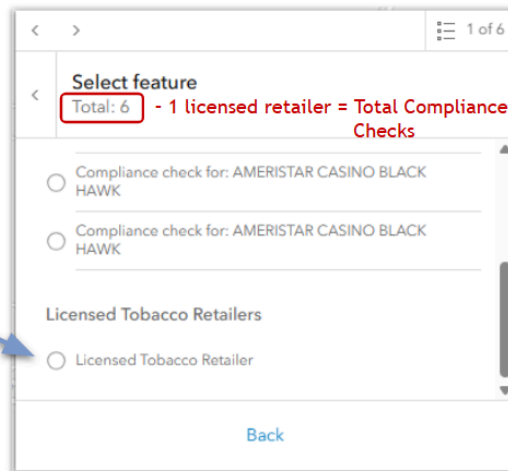 1 of 6
Select feature
Total: 6 - 1 licensed retailer = Total Compliance
Checks
Compliance check for: AMERISTAR CASINO BLACK
HAWK
Compliance check for: AMERISTAR CASINO BLACK
HAWK
Licensed Tobacco Retailers
Licensed Tobacco Retailer
Back